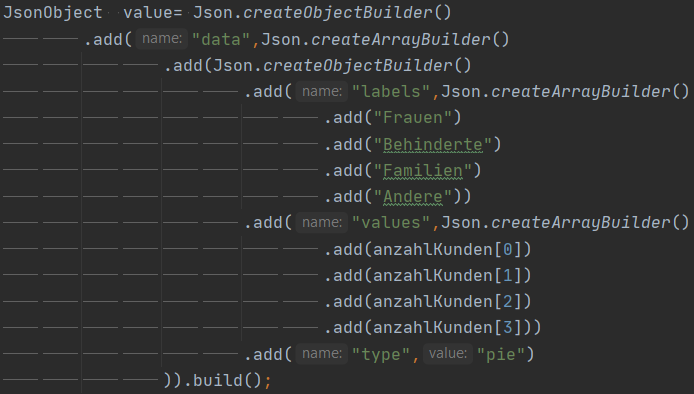 JsonObject  value= Json.createObjectBuilder()
.add( name: "data",Json.createArrayBuilder()
.add(Json.createObjectBuilder()
.add( name: "labels",Json.createArrayBuilder()
.add("Frauen")
.add("Behinderte")
.add("Familien")
.add("Andere"))
.add( name: "values",Json.createArrayBuilder()
.add(anzahlKunden[0])
.add(anzahlKunden[1])
.add(anzahlKunden[2])
.add(anzahlKunden[3]))
.add( name: "type", value: "pie")
)).build();